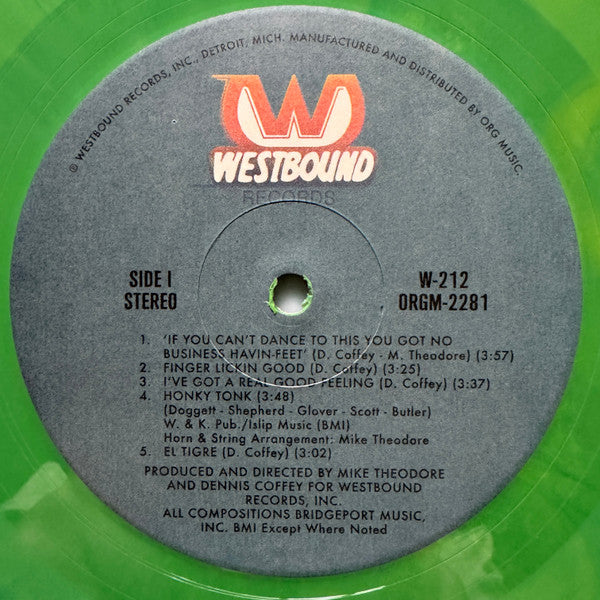 ℗ WESTBOUND RECORDS, INC., DETROIT, MICH. MANUFACTURED AND DISTRIBUTED BY ORG MUSIC.
W
WESTBOUND
RECORDS
SIDE I
STEREO
W-212
ORGM-2281
1. 'IF YOU CAN'T DANCE TO THIS YOU GOT NO
BUSINESS HAVIN-FEET' (D. Coffey - M. Theodore) (3:57)
2. FINGER LICKIN GOOD (D. Coffey) (3:25)
3. I'VE GOT A REAL GOOD FEELING (D. Coffey) (3:37)
4. HONKY TONK (3:48)
(Doggett - Shepherd - Glover - Scott - Butler)
W. & K. Pub./Islip Music (BMI)
Horn & String Arrangement: Mike Theodore
5. EL TIGRE (D. Coffey) (3:02)
PRODUCED AND DIRECTED BY MIKE THEODORE
AND DENNIS COFFEY FOR WESTBOUND
RECORDS, INC.
ALL COMPOSITIONS BRIDGEPORT MUSIC,
INC. BMI Except Where Noted